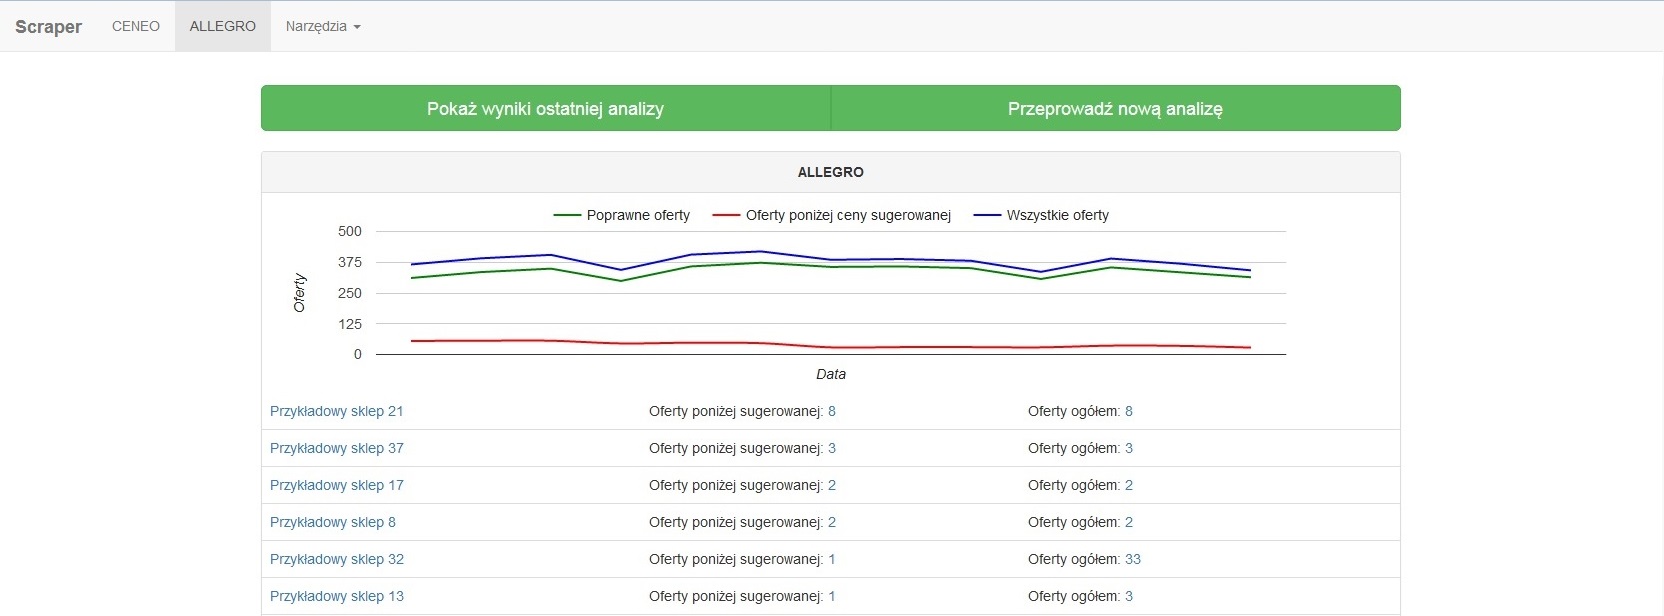 Scraper CENEO ALLEGRO Narzędzia
Pokaż wyniki ostatniej analizy Przeprowadź nową analizę
ALLEGRO
Poprawne oferty Oferty poniżej ceny sugerowanej Wszystkie oferty
500
375
Oferty
250
125
0
Data
Przykładowy sklep 21 Oferty poniżej sugerowanej: 8 Oferty ogółem: 8
Przykładowy sklep 37 Oferty poniżej sugerowanej: 3 Oferty ogółem: 3
Przykładowy sklep 17 Oferty poniżej sugerowanej: 2 Oferty ogółem: 2
Przykładowy sklep 8 Oferty poniżej sugerowanej: 2 Oferty ogółem: 2
Przykładowy sklep 32 Oferty poniżej sugerowanej: 1 Oferty ogółem: 33
Przykładowy sklep 13 Oferty poniżej sugerowanej: 1 Oferty ogółem: 3